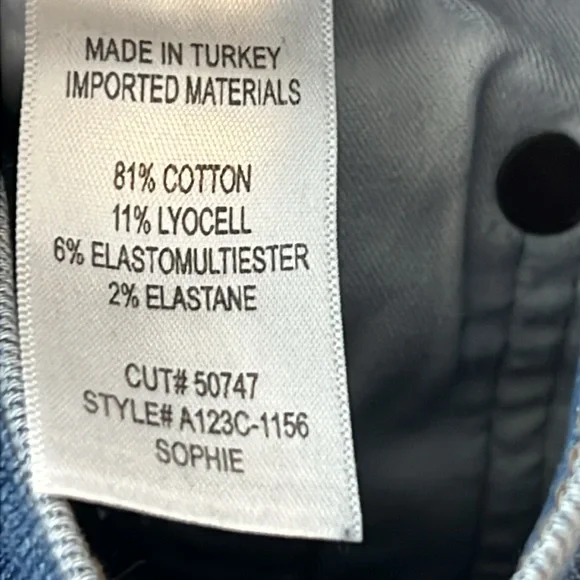 MADE IN TURKEY
IMPORTED MATERIALS
81% COTTON
11% LYOCELL
6% ELASTOMULTIESTER
2% ELASTANE
CUT# 50747
STYLE# A123C-1156
SOPHIE